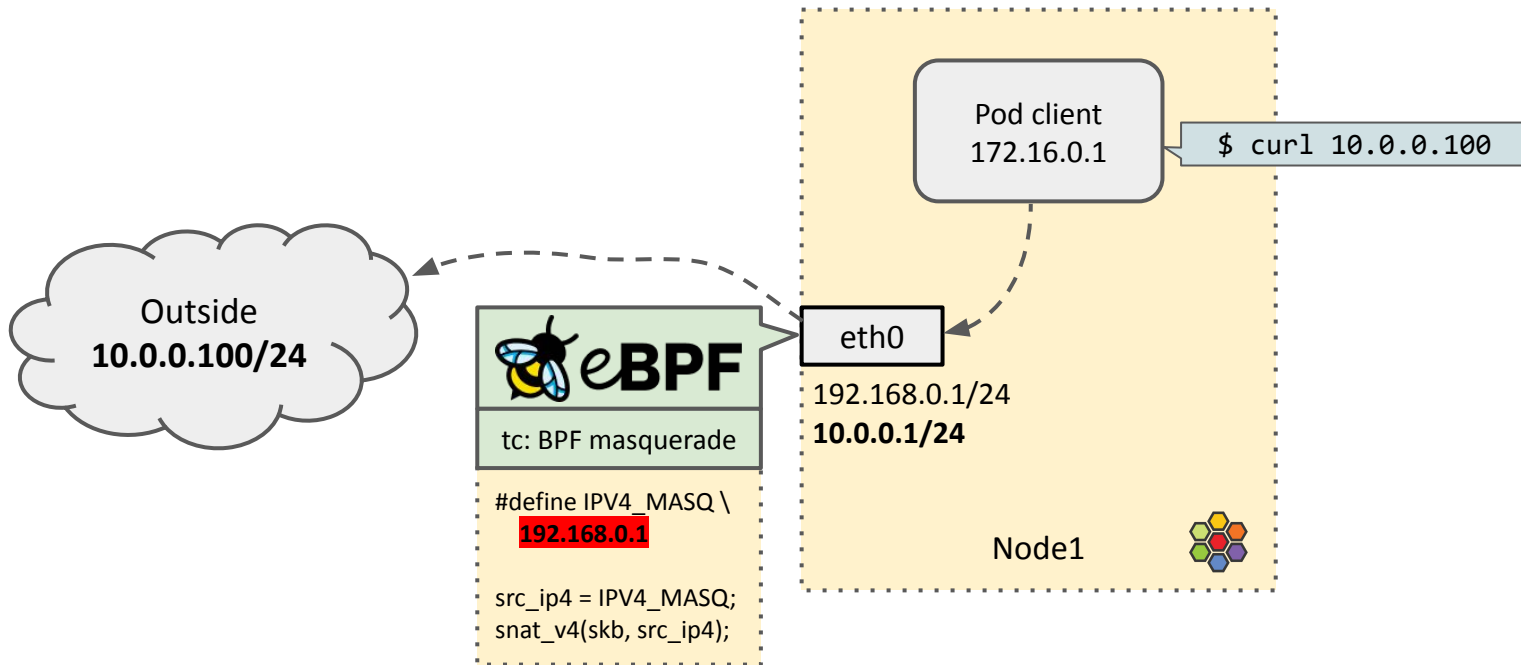 Pod client
172.16.0.1
$ curl 10.0.0.100
Outside
10.0.0.100/24
eBPF
tc: BPF masquerade
#define IPV4_MASQ \
192.168.0.1
src_ip4 = IPV4_MASQ;
snat_v4(skb, src_ip4);
eth0
192.168.0.1/24
10.0.0.1/24
Node1